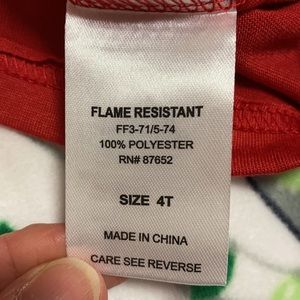 FLAME RESISTANT
FF3-71/5-74
100% POLYESTER
RN# 87652
SIZE 4T
MADE IN CHINA
CARE SEE REVERSE